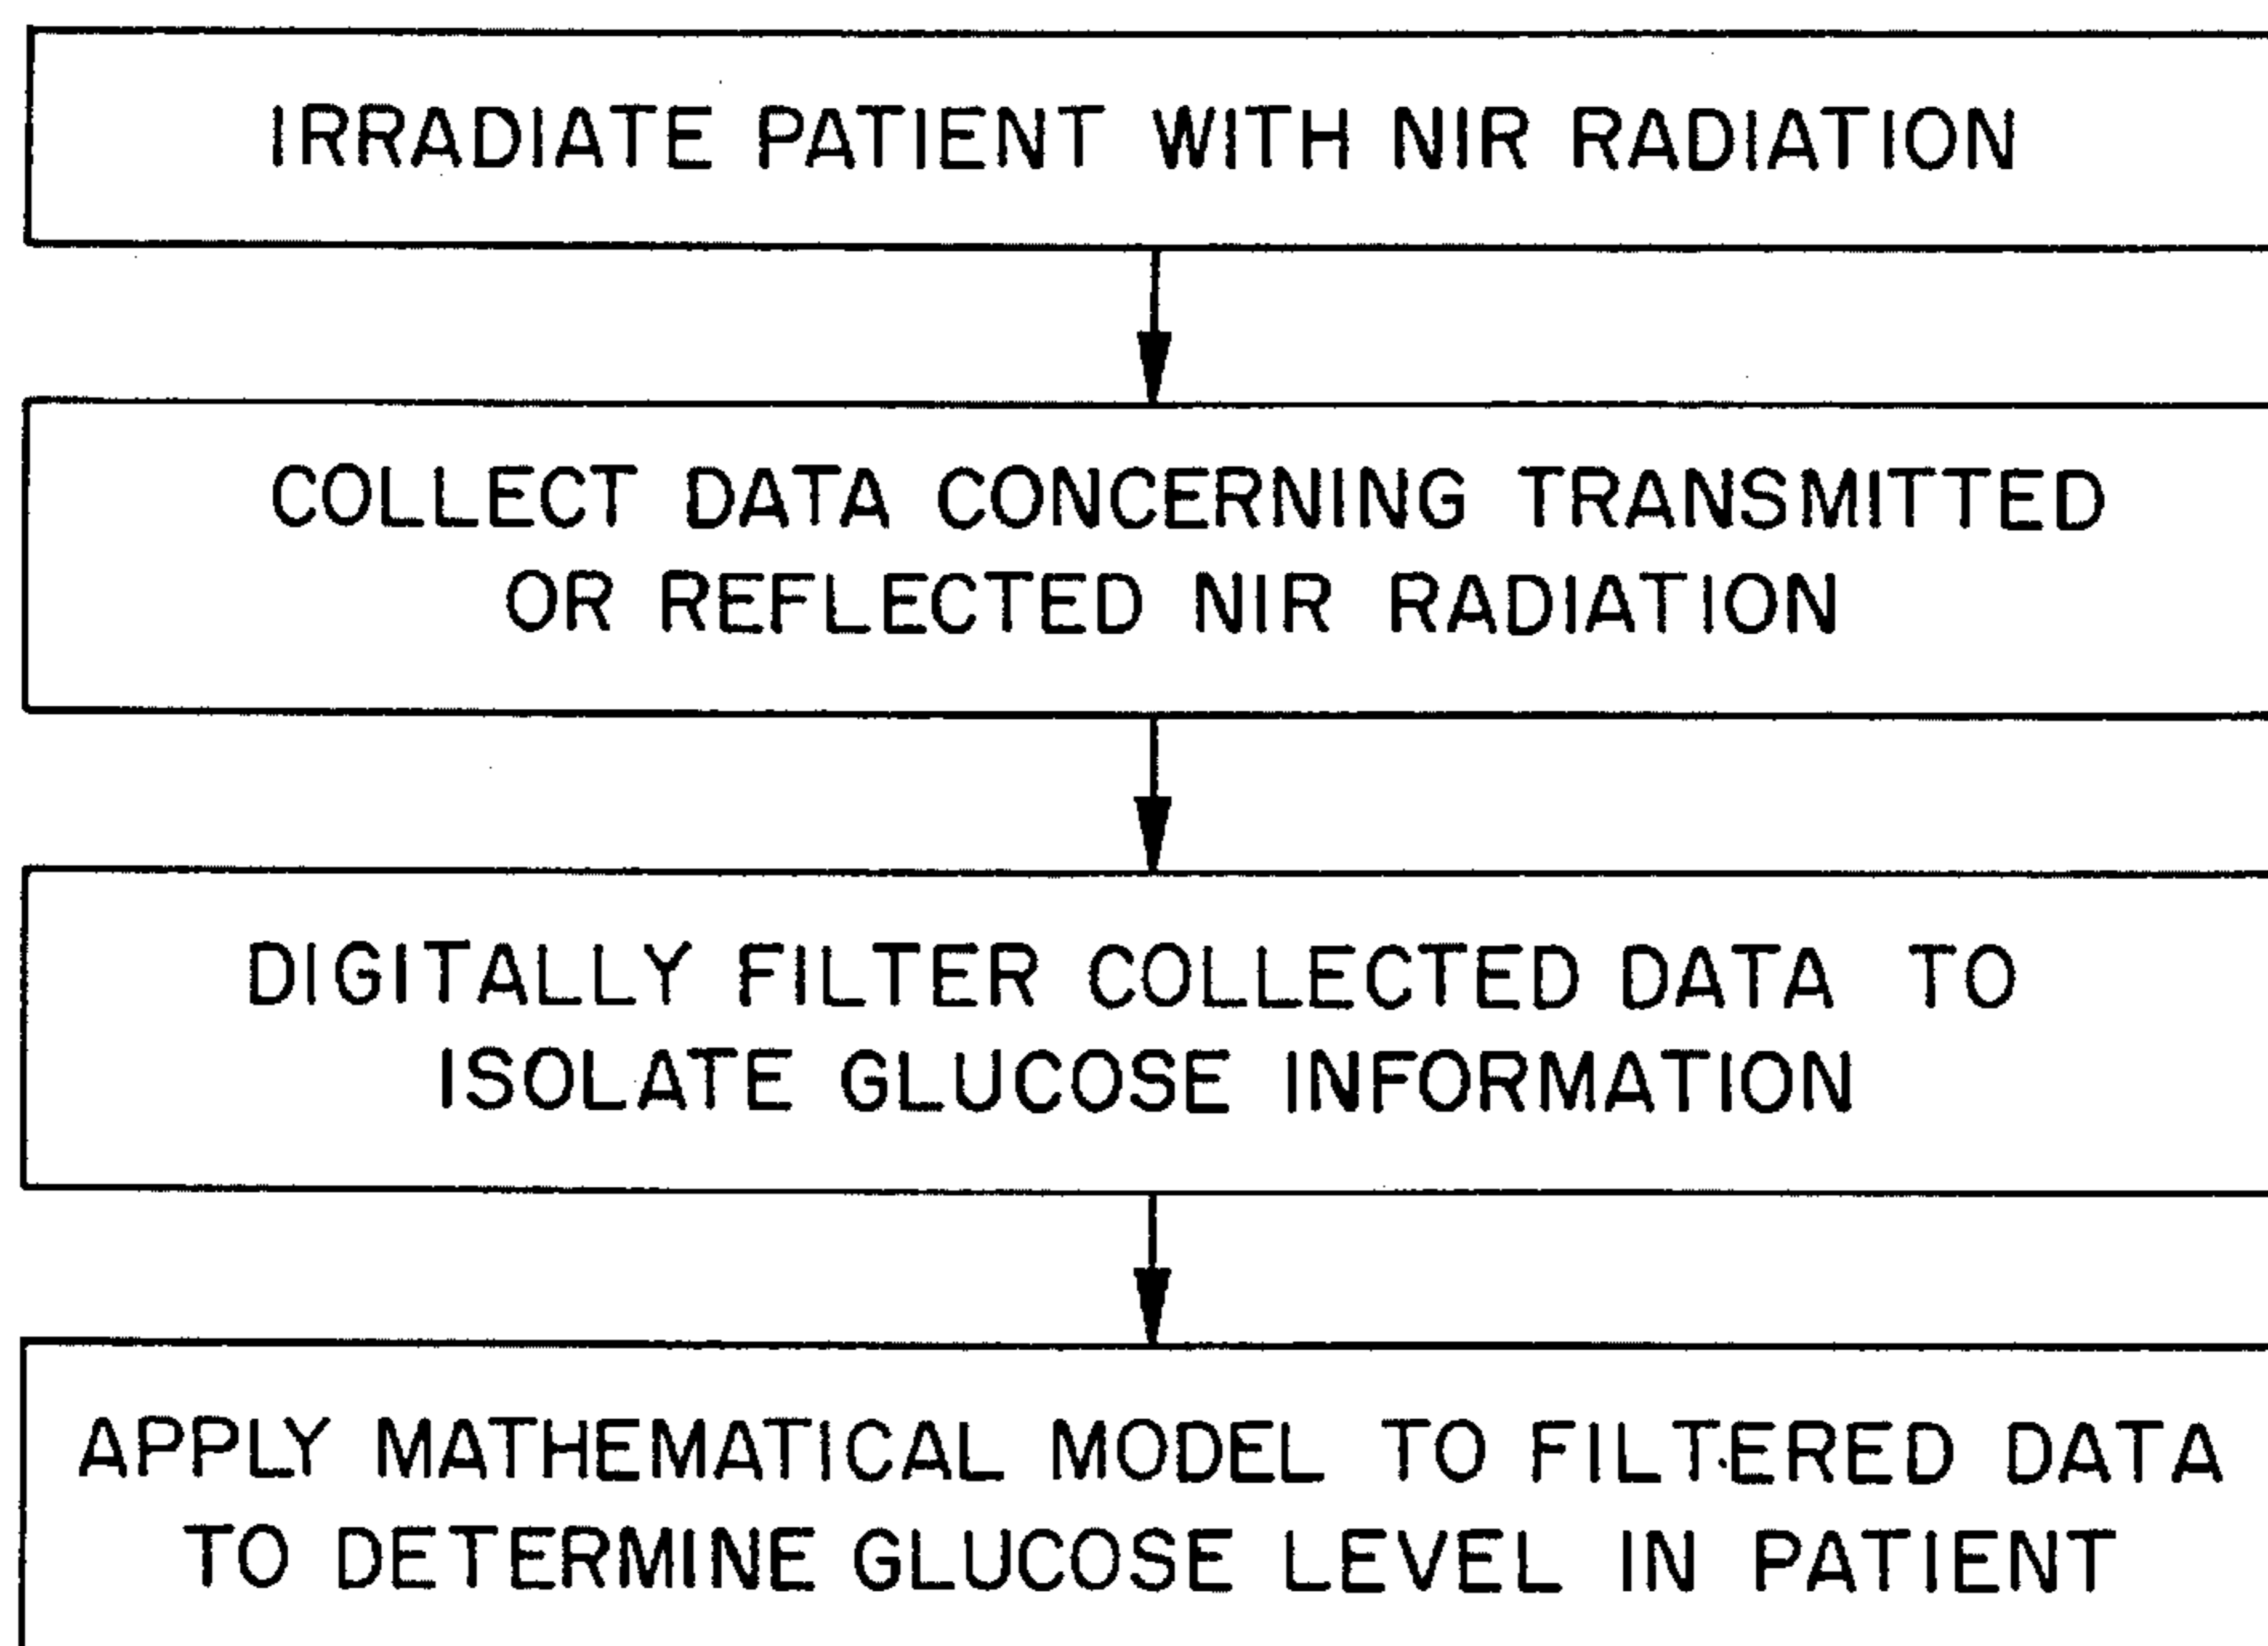 IRRADIATE PATIENT WITH NIR RADIATION
COLLECT DATA CONCERNING TRANSMITTED
OR REFLECTED NIR RADIATION
DIGITALLY FILTER COLLECTED DATA TO
ISOLATE GLUCOSE INFORMATION
APPLY MATHEMATICAL MODEL TO FILTERED DATA
TO DETERMINE GLUCOSE LEVEL IN PATIENT